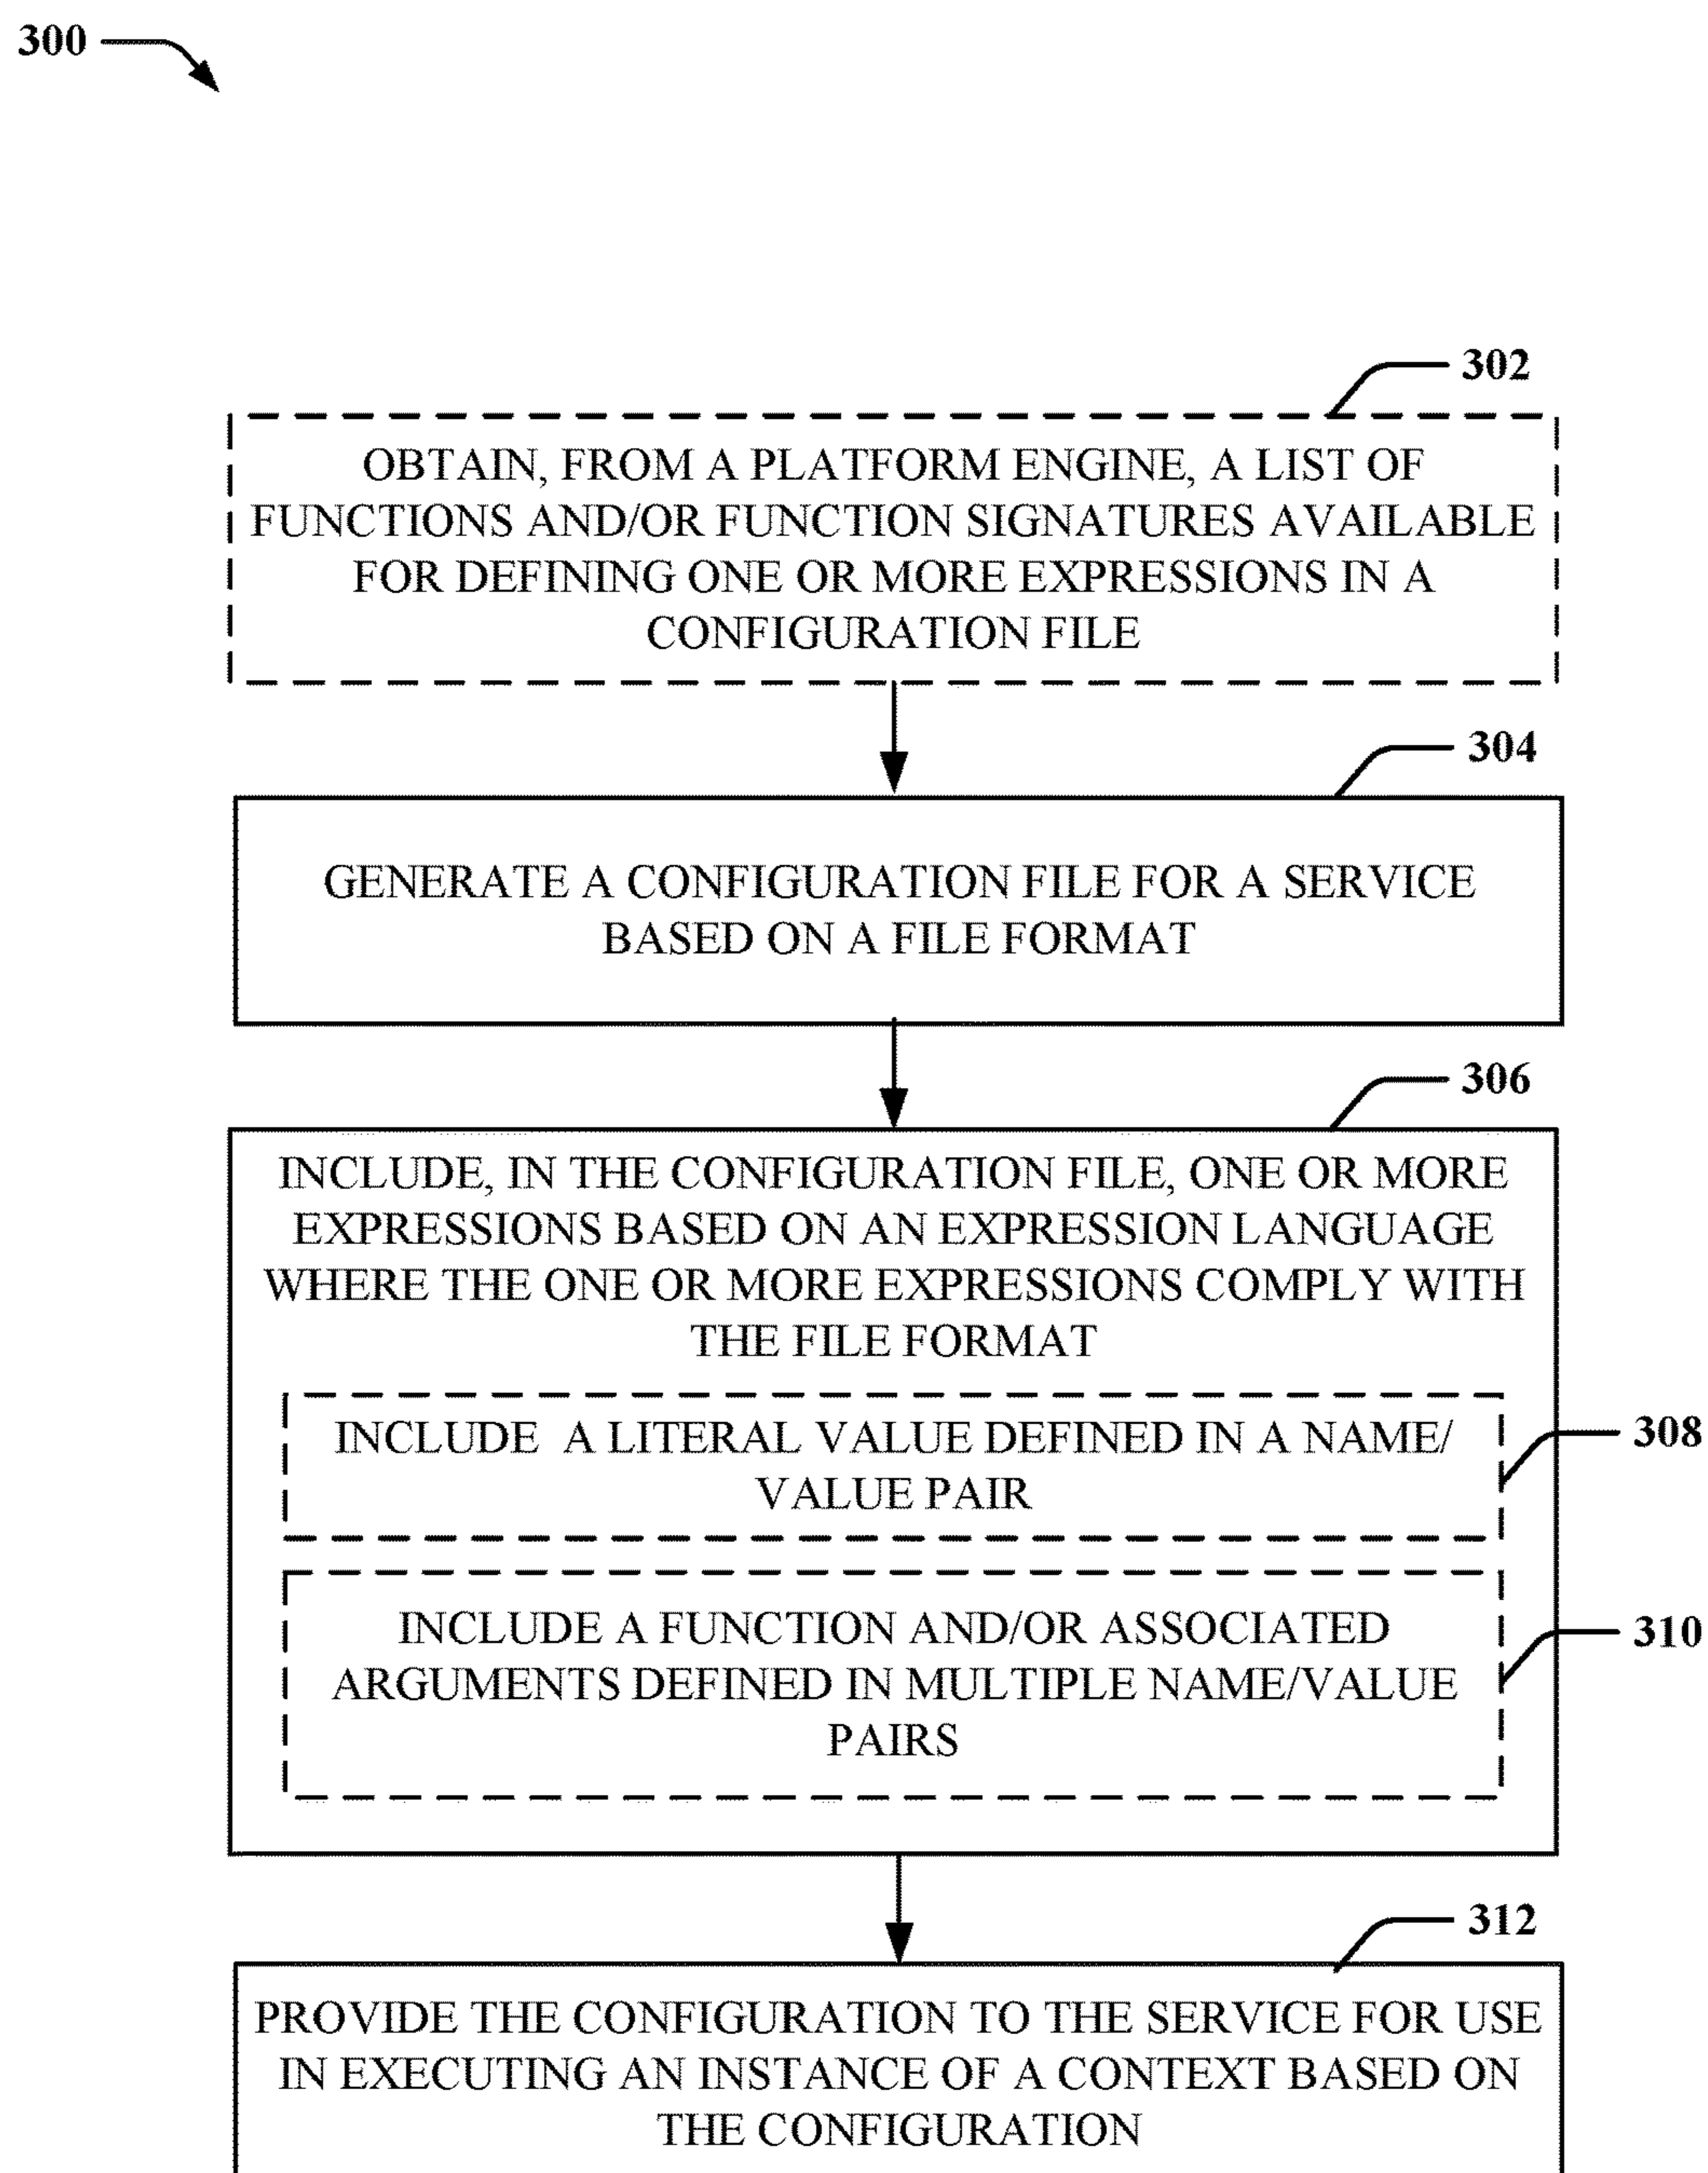 300
302
OBTAIN, FROM A PLATFORM ENGINE, A LIST OF
FUNCTIONS AND/OR FUNCTION SIGNATURES AVAILABLE
FOR DEFINING ONE OR MORE EXPRESSIONS IN A
CONFIGURATION FILE
304
GENERATE A CONFIGURATION FILE FOR A SERVICE
BASED ON A FILE FORMAT
306
INCLUDE, IN THE CONFIGURATION FILE, ONE OR MORE
EXPRESSIONS BASED ON AN EXPRESSION LANGUAGE
WHERE THE ONE OR MORE EXPRESSIONS COMPLY WITH
THE FILE FORMAT
INCLUDE A LITERAL VALUE DEFINED IN A NAME/
VALUE PAIR
308
INCLUDE A FUNCTION AND/OR ASSOCIATED
ARGUMENTS DEFINED IN MULTIPLE NAME/VALUE
PAIRS
310
312
PROVIDE THE CONFIGURATION TO THE SERVICE FOR USE
IN EXECUTING AN INSTANCE OF A CONTEXT BASED ON
THE CONFIGURATION